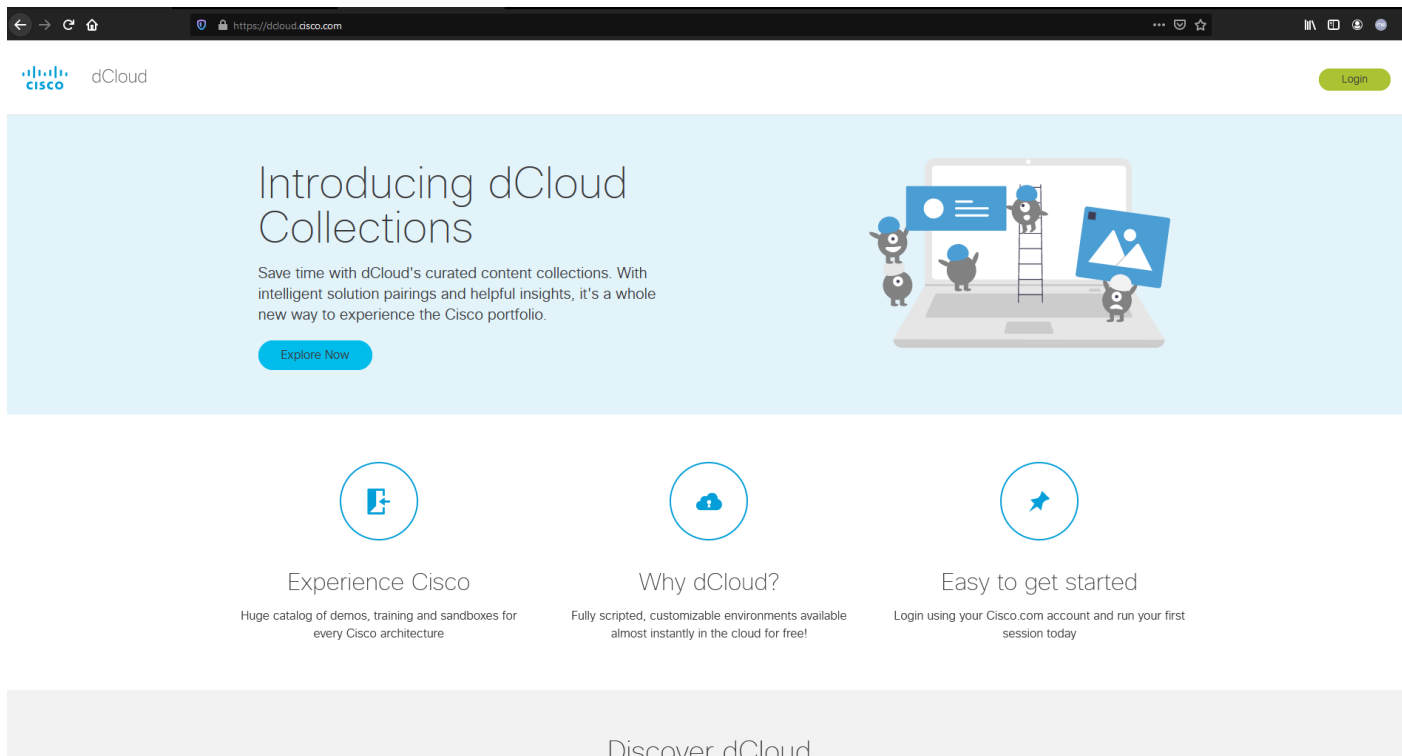 https://dcloud.cisco.com
cisco
dCloud
Login
Introducing dCloud
Collections
Save time with dCloud's curated content collections. With
intelligent solution pairings and helpful insights, it's a whole
new way to experience the Cisco portfolio.
Explore Now
Experience Cisco
Huge catalog of demos, training and sandboxes for
every Cisco architecture
Why dCloud?
Fully scripted, customizable environments available
almost instantly in the cloud for free!
Easy to get started
Login using your Cisco.com account and run your first
session today
Discover dCloud